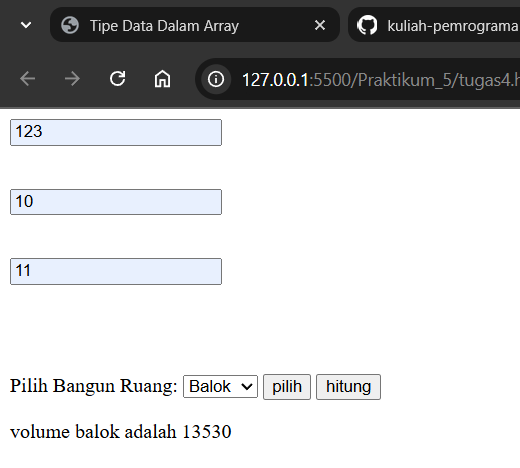 Tipe Data Dalam Array
kuliah-pemrograma
127.0.0.1:5500/Praktikum_5/tugas4.h
123
10
11
Pilih Bangun Ruang: Balok pilih hitung
volume balok adalah 13530